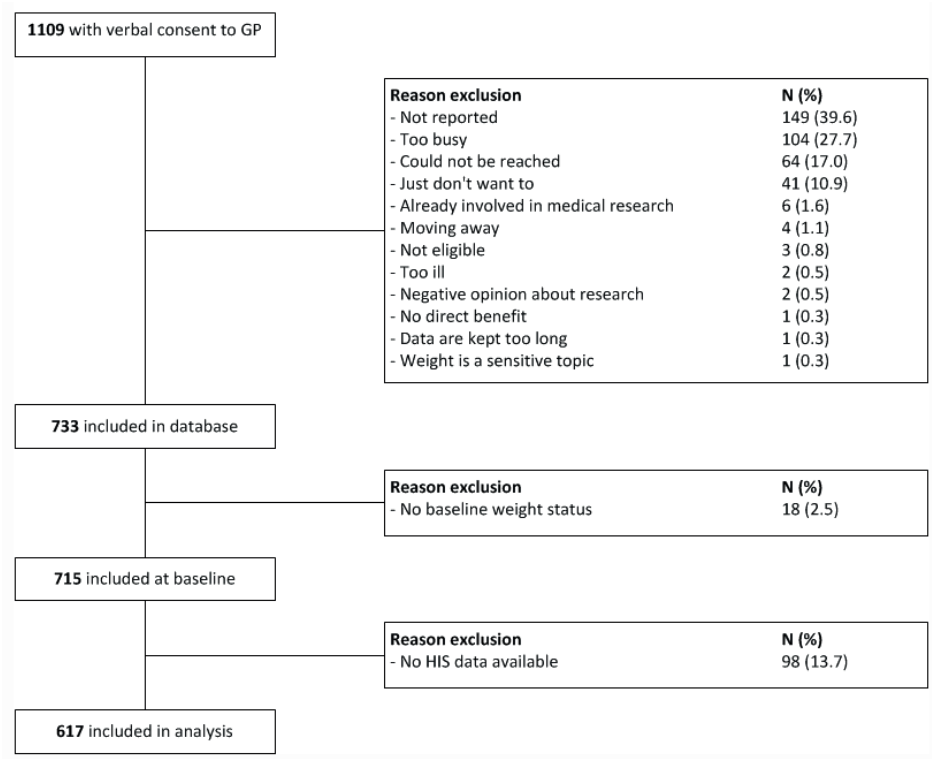 1109 with verbal consent to GP
Reason exclusion N (%)
- Not reported 149 (39.6)
- Too busy 104 (27.7)
- Could not be reached 64 (17.0)
- Just don't want to 41 (10.9)
- Already involved in medical research 6 (1.6)
- Moving away 4 (1.1)
- Not eligible 3 (0.8)
- Too ill 2 (0.5)
- Negative opinion about research 2 (0.5)
- No direct benefit 1 (0.3)
- Data are kept too long 1 (0.3)
- Weight is a sensitive topic 1 (0.3)
733 included in database
Reason exclusion N (%)
- No baseline weight status 18 (2.5)
715 included at baseline
Reason exclusion N (%)
- No HIS data available 98 (13.7)
617 included in analysis